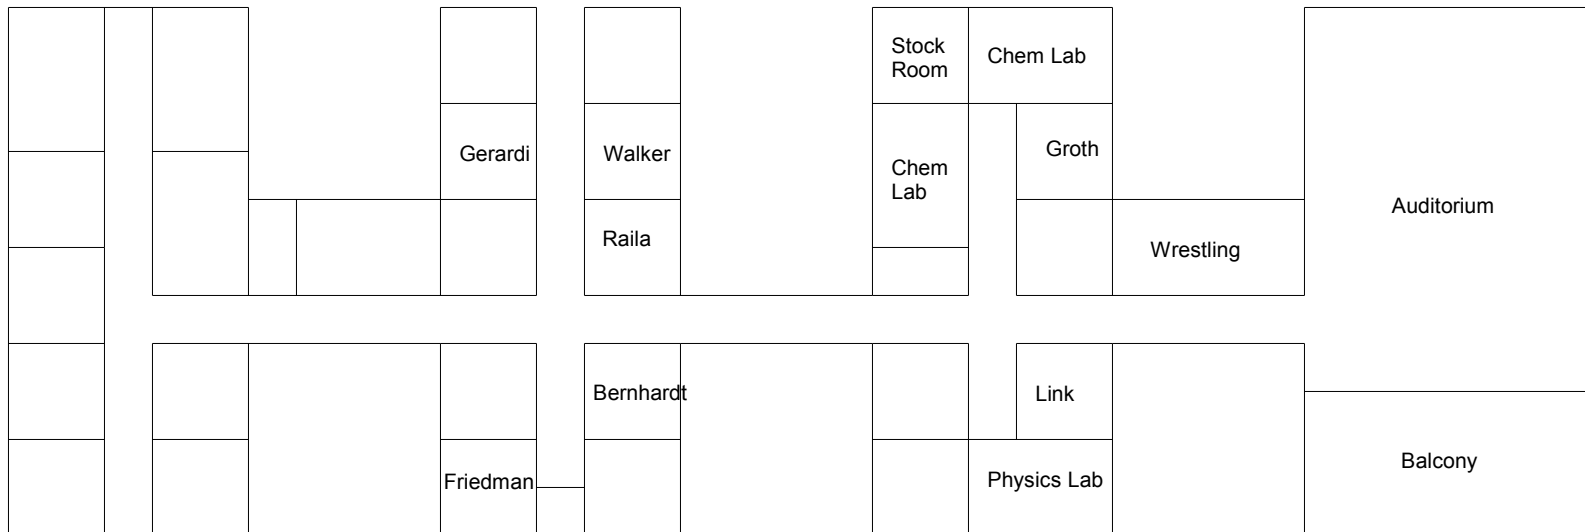 Stock
Room
Chem Lab
Gerardi
Walker
Groth
Chem
Lab
Auditorium
Raila
Wrestling
Bernhardt
Link
Balcony
Friedman
Physics Lab